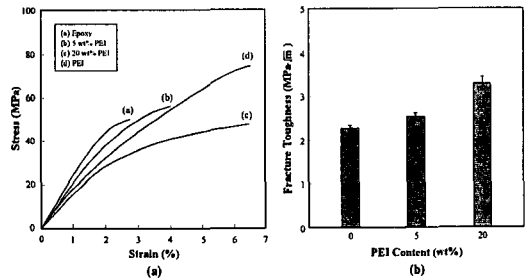 100
80
60
40
20
0
Stress (MPa)
(a) Epoxy
(b) 5 wt% PEI
(c) 20 wt% PEI
(d) PEI
(a)
(b)
(c)
(d)
0 1 2 3 4 5 6 7
Strain (%)
(a)
5
4
3
2
1
0
Fracture Toughness (MPa·√m)
0 5 20
PEI Content (wt%)
(b)